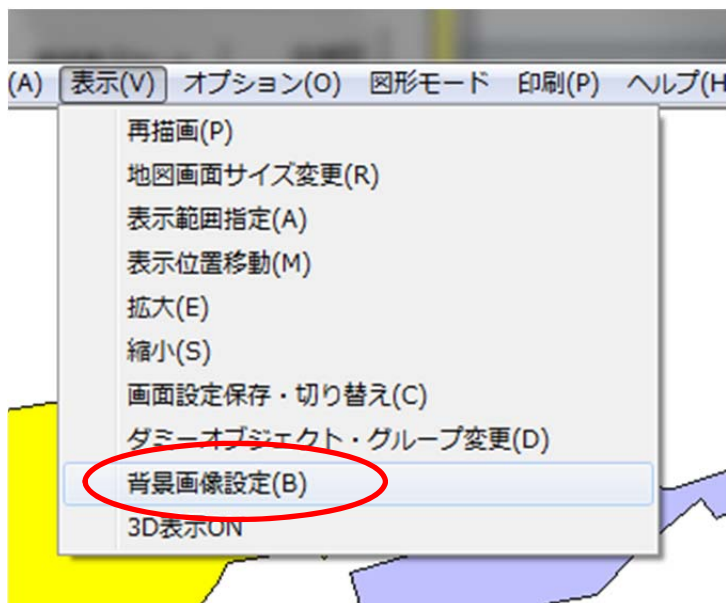 (A) 表示(V) オプション(O) 図形モード 印刷(P) ヘルプ(H
再描画(P)
地図画面サイズ変更(R)
表示範囲指定(A)
表示位置移動(M)
拡大(E)
縮小(S)
画面設定保存・切り替え(C)
ダミーオブジェクト・グループ変更(D)
背景画像設定(B)
3D表示ON